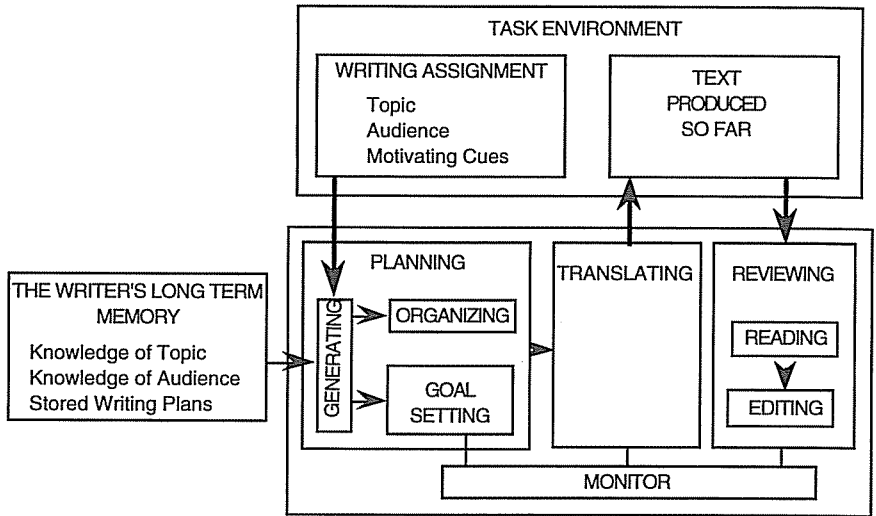 TASK ENVIRONMENT
WRITING ASSIGNMENT
Topic
Audience
Motivating Cues
TEXT
PRODUCED
SO FAR
THE WRITER'S LONG TERM
MEMORY
Knowledge of Topic
Knowledge of Audience
Stored Writing Plans
PLANNING
GENERATING
ORGANIZING
GOAL
SETTING
TRANSLATING
REVIEWING
READING
EDITING
MONITOR